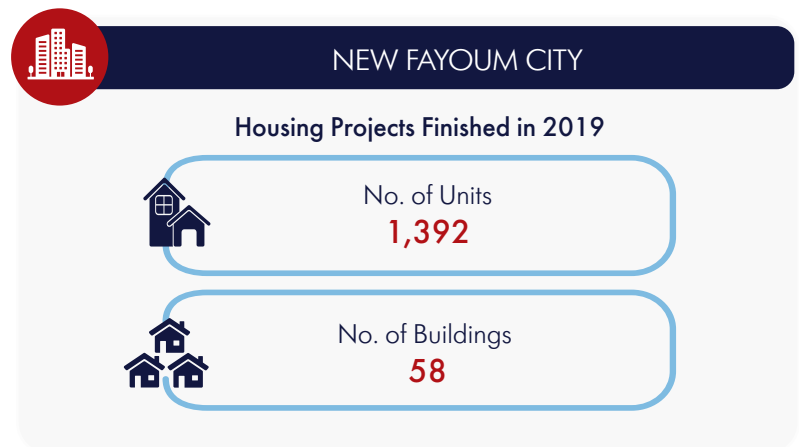 NEW FAYOUM CITY
Housing Projects Finished in 2019
No. of Units
1,392
No. of Buildings
58